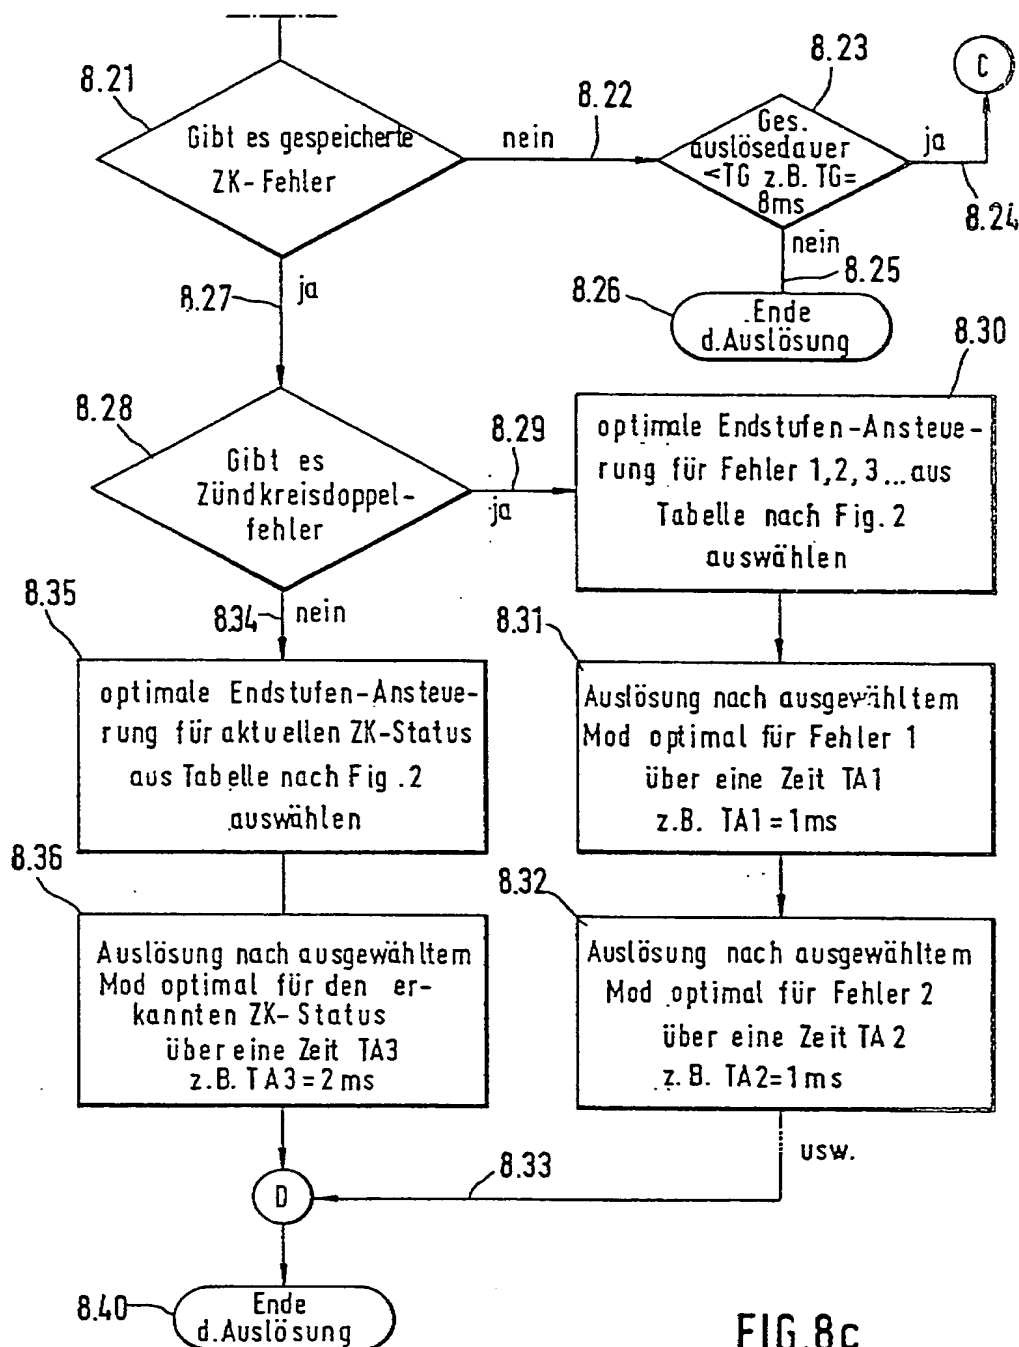 8.21
Gibt es gespeicherte
ZK-Fehler
nein
8.22
8.23
Ges.
auslösedauer
<TG z.B. TG=
8ms
ja
C
8.24
nein
8.25
8.26
Ende
d.Auslösung
8.27
ja
8.28
Gibt es
Zündkreisdoppel-
fehler
8.29
ja
8.30
optimale Endstufen-Ansteue-
rung für Fehler 1,2,3...aus
Tabelle nach Fig. 2
auswählen
8.34
nein
8.35
optimale Endstufen-Ansteue-
rung für aktuellen ZK-Status
aus Tabelle nach Fig. 2
auswählen
8.31
Auslösung nach ausgewähltem
Mod optimal für Fehler 1
über eine Zeit TA1
z.B. TA1=1ms
8.36
Auslösung nach ausgewähltem
Mod optimal für den er-
kannten ZK-Status
über eine Zeit TA3
z.B. TA3=2ms
8.32
Auslösung nach ausgewähltem
Mod optimal für Fehler 2
über eine Zeit TA2
z.B. TA2=1ms
usw.
8.33
D
8.40
Ende
d.Auslösung
FIG.8c